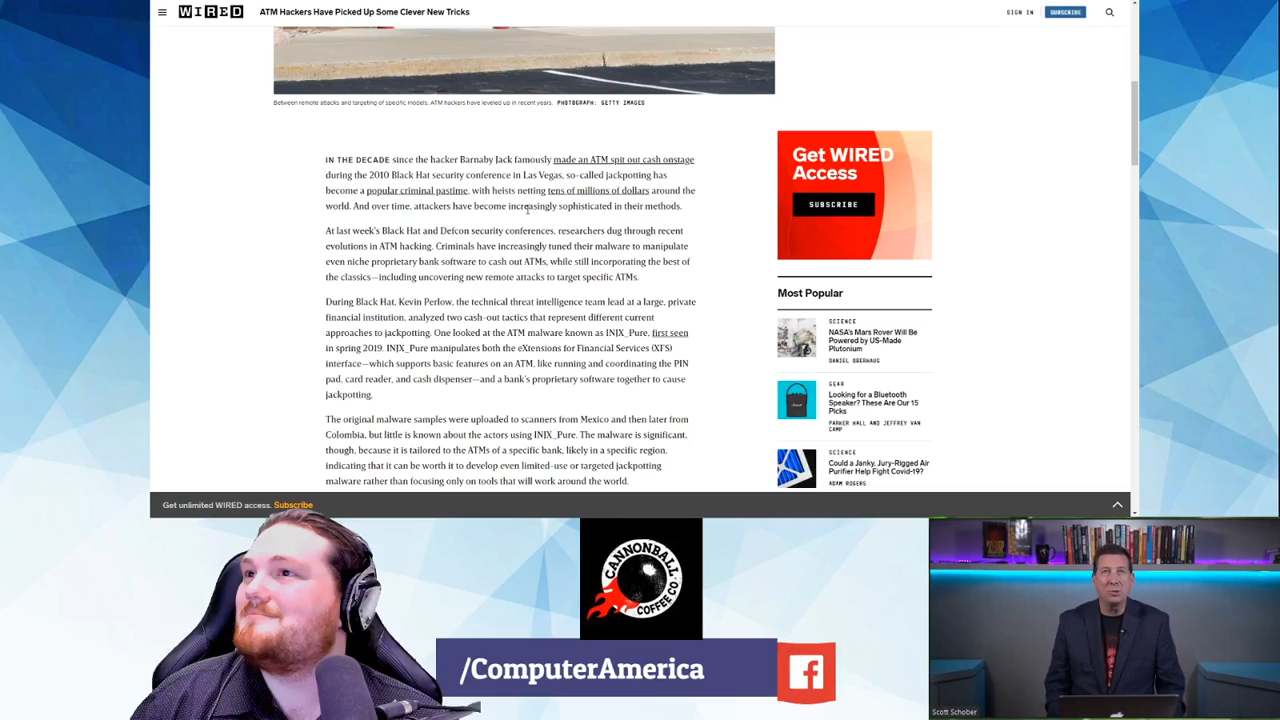 WIRED
ATM Hackers Have Picked Up Some Clever New Tricks
SIGN IN
SUBSCRIBE
Between remote attacks and targeting of specific models. ATM hackers have leveled up in recent years. PHOTOGRAPH: GETTY IMAGES
IN THE DECADE since the hacker Barnaby Jack famously made an ATM spit out cash onstage
during the 2010 Black Hat security conference in Las Vegas, so-called jackpotting has
become a popular criminal pastime, with heists netting tens of millions of dollars around the
world. And over time, attackers have become increasingly sophisticated in their methods.
At last week's Black Hat and Defcon security conferences, researchers dug through recent
evolutions in ATM hacking. Criminals have increasingly tuned their malware to manipulate
even niche proprietary bank software to cash out ATMs, while still incorporating the best of
the classics—including uncovering new remote attacks to target specific ATMs.
During Black Hat, Kevin Perlow, the technical threat intelligence team lead at a large, private
financial institution, analyzed two cash-out tactics that represent different current
approaches to jackpotting. One looked at the ATM malware known as INJX_Pure, first seen
in spring 2019. INJX_Pure manipulates both the eXtensions for Financial Services (XFS)
interface—which supports basic features on an ATM, like running and coordinating the PIN
pad, card reader, and cash dispenser—and a bank's proprietary software together to cause
jackpotting.
The original malware samples were uploaded to scanners from Mexico and then later from
Colombia, but little is known about the actors using INJX_Pure. The malware is significant,
though, because it is tailored to the ATMs of a specific bank, likely in a specific region,
indicating that it can be worth it to develop even limited-use or targeted jackpotting
malware rather than focusing only on tools that will work around the world.
Get WIRED
Access
SUBSCRIBE
Most Popular
SCIENCE
NASA's Mars Rover Will Be
Powered by US-Made
Plutonium
DANIEL OBERHAUS
GEAR
Looking for a Bluetooth
Speaker? These Are Our 15
Picks
PARKER HALL AND JEFFREY VAN
CAMP
SCIENCE
Could a Janky, Jury-Rigged Air
Purifier Help Fight Covid-19?
ADAM ROGERS
Get unlimited WIRED access. Subscribe
CANNONBALL
COFFEE CO.
/ComputerAmerica
Scott Schober